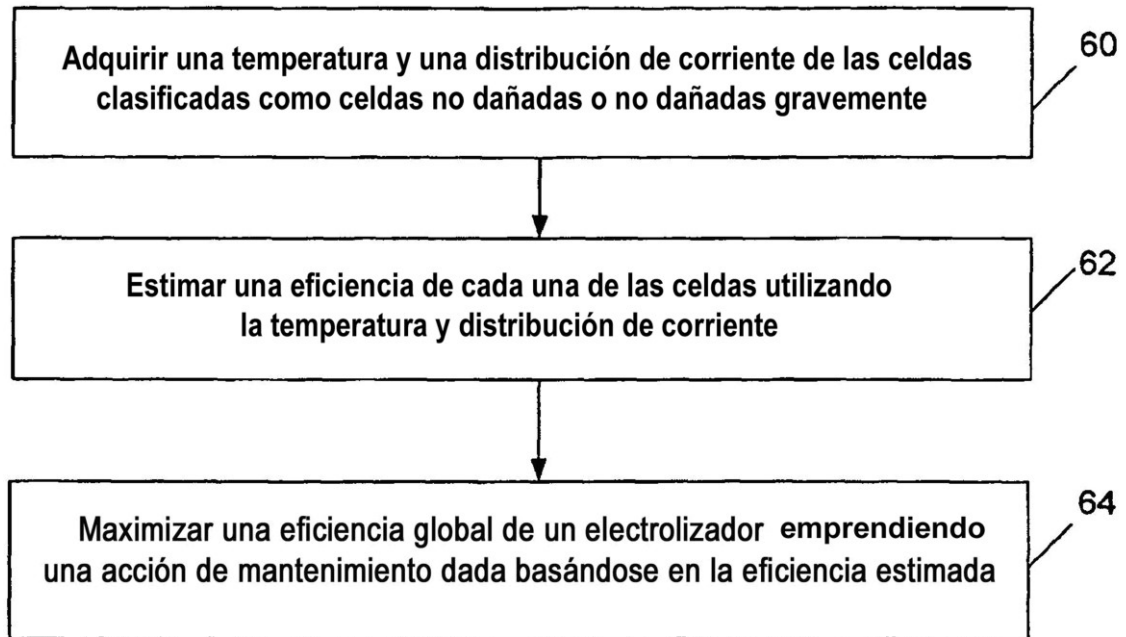 Adquirir una temperatura y una distribución de corriente de las celdas
clasificadas como celdas no dañadas o no dañadas gravemente
60
Estimar una eficiencia de cada una de las celdas utilizando
la temperatura y distribución de corriente
62
Maximizar una eficiencia global de un electrolizador emprendiendo
una acción de mantenimiento dada basándose en la eficiencia estimada
64